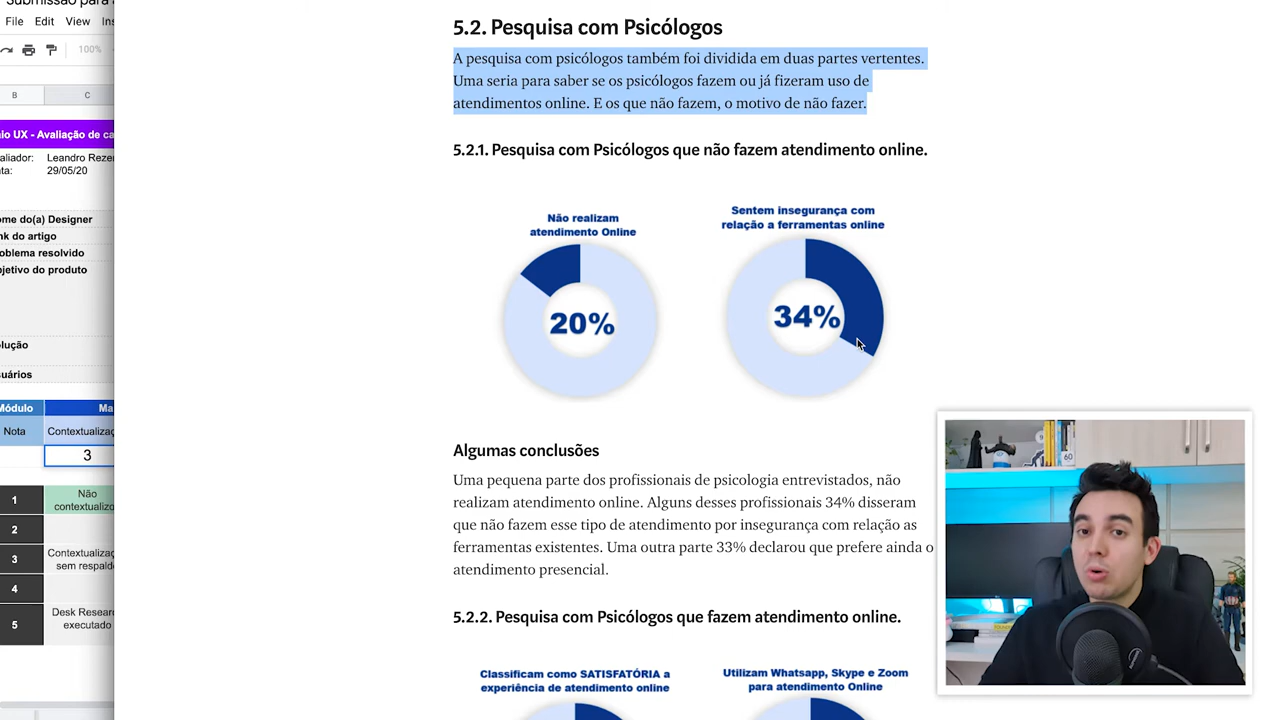 File Edit View
100%
B C
io UX - Avaliação de ca
aliador: Leandro Rezer
ta: 29/05/20
ome do(a) Designer
nk do artigo
oblema resolvido
jetivo do produto
olução
suários
Módulo Ma
Nota Contextualizaç
3
1 Não contextualizo
2
3 Contextualizaç
sem respald
4
5 Desk Resear
executado
5.2. Pesquisa com Psicólogos
A pesquisa com psicólogos também foi dividida em duas partes vertentes.
Uma seria para saber se os psicólogos fazem ou já fizeram uso de
atendimentos online. E os que não fazem, o motivo de não fazer.
5.2.1. Pesquisa com Psicólogos que não fazem atendimento online.
Não realizam
atendimento Online
20%
Sentem insegurança com
relação a ferramentas online
34%
Algumas conclusões
Uma pequena parte dos profissionais de psicologia entrevistados, não
realizam atendimento online. Alguns desses profissionais 34% disseram
que não fazem esse tipo de atendimento por insegurança com relação as
ferramentas existentes. Uma outra parte 33% declarou que prefere ainda o
atendimento presencial.
5.2.2. Pesquisa com Psicólogos que fazem atendimento online.
Classificam como SATISFATÓRIA a
experiência de atendimento online
Utilizam Whatsapp, Skype e Zoom
para atendimento Online